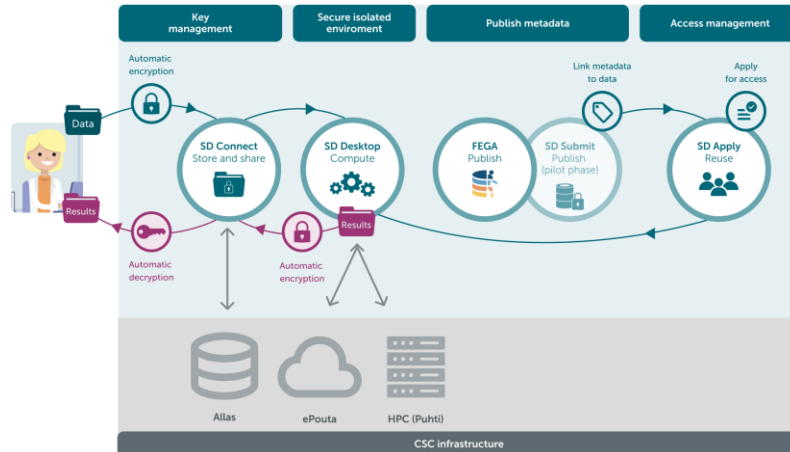 Key
management
Secure isolated
enviroment
Publish metadata
Access management
Automatic
encryption
Link metadata
to data
Apply
for access
Data
SD Connect
Store and share
SD Desktop
Compute
FEGA
Publish
SD Submit
Publish
(pilot phase)
SD Apply
Reuse
Results
Results
Automatic
decryption
Automatic
encryption
Allas
ePouta
HPC (Puhti)
CSC infrastructure